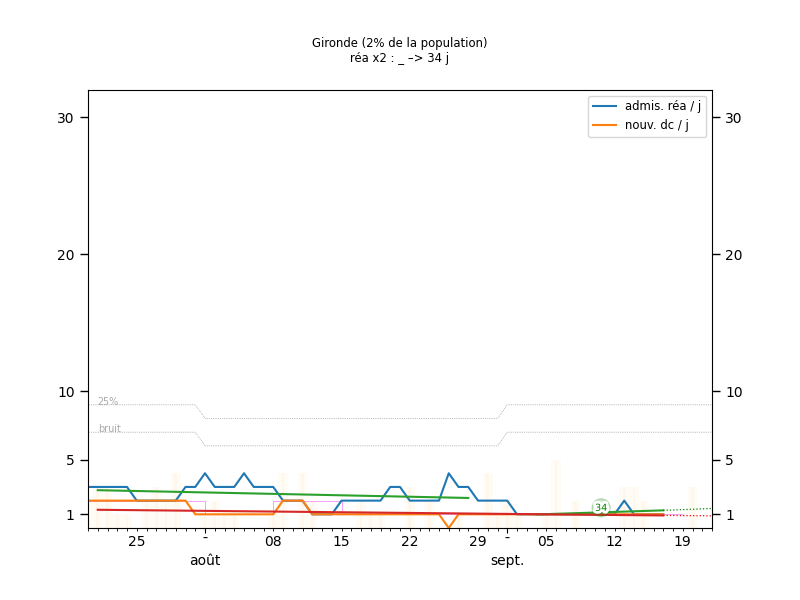 Gironde (2% de la population)
réa x2 : _ –> 34 j
admis. réa / j
nouv. dc / j
30 30
20 20
10 10
25%
bruit
5 5
34
1 1
25 - 08 15 22 29 - 05 12 19
août sept.